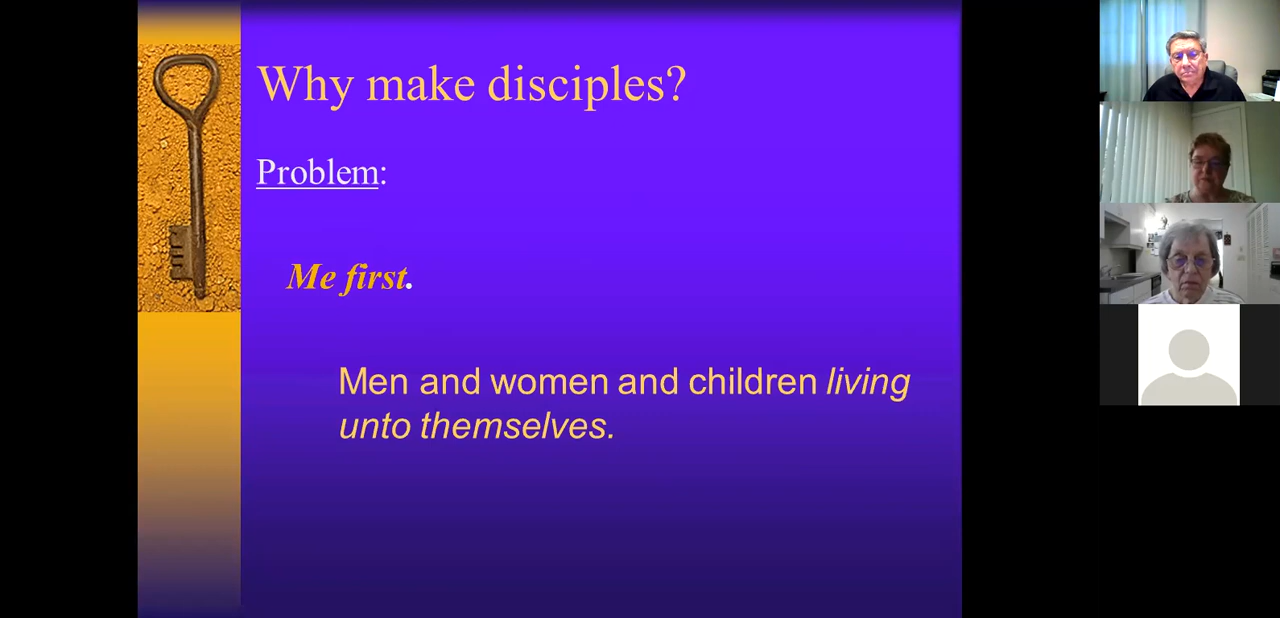 Why make disciples?
Problem:
Me first.
Men and women and children living
unto themselves.